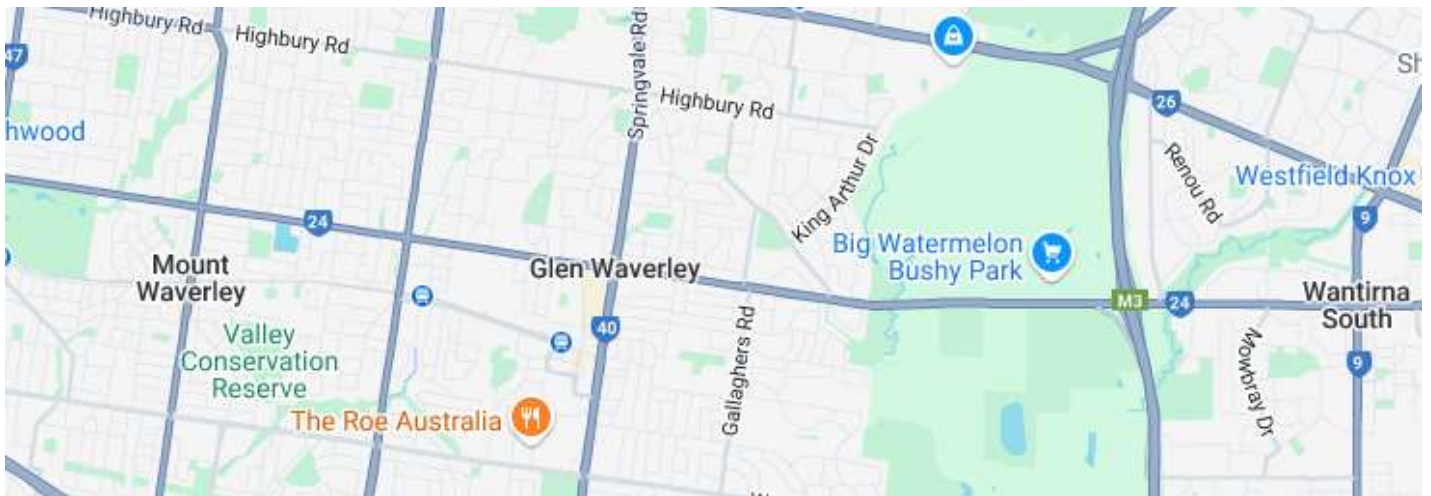 Highbury Rd
Highbury Rd
Springvale Rd
47
Sh
26
hwood
Highbury Rd
King Arthur Dr
Renou Rd
Westfield Knox
24
9
Big Watermelon
Bushy Park
Mount
Waverley
Glen Waverley
M3
24
Wantirna
South
Valley
Conservation
Reserve
40
Gallaghers Rd
Mowbray Dr
9
The Roe Australia